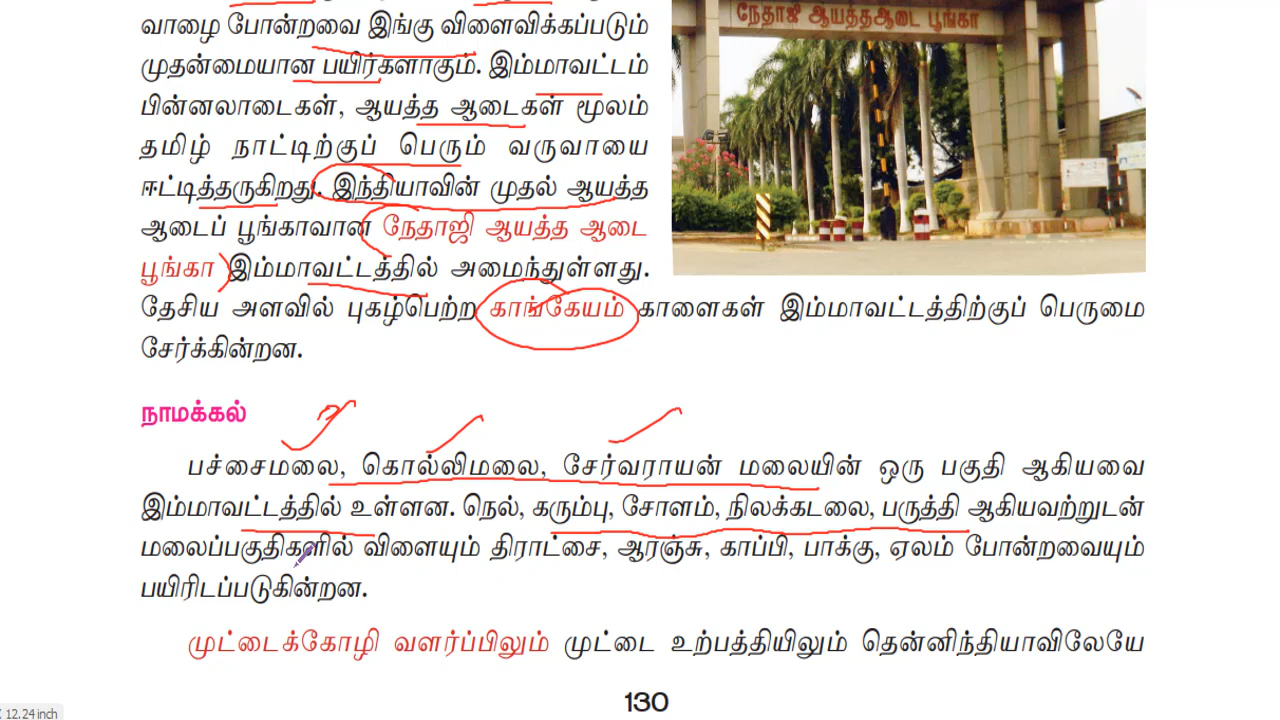 நேதாஜி ஆயத்தஆடை பூங்கா
வாழை போன்றவை இங்கு விளைவிக்கப்படும்
முதன்மையான பயிர்களாகும். இம்மாவட்டம்
பின்னலாடைகள், ஆயத்த ஆடைகள் மூலம்
தமிழ் நாட்டிற்குப் பெரும் வருவாயை
ஈட்டித்தருகிறது. இந்தியாவின் முதல் ஆயத்த
ஆடைப் பூங்காவான நேதாஜி ஆயத்த ஆடை
பூங்கா இம்மாவட்டத்தில் அமைந்துள்ளது.
தேசிய அளவில் புகழ்பெற்ற காங்கேயம் காளைகள் இம்மாவட்டத்திற்குப் பெருமை
சேர்க்கின்றன.
நாமக்கல்
பச்சைமலை, கொல்லிமலை, சேர்வராயன் மலையின் ஒரு பகுதி ஆகியவை
இம்மாவட்டத்தில் உள்ளன. நெல், கரும்பு, சோளம், நிலக்கடலை, பருத்தி ஆகியவற்றுடன்
மலைப்பகுதிகளில் விளையும் திராட்சை, ஆரஞ்சு, காப்பி, பாக்கு, ஏலம் போன்றவையும்
பயிரிடப்படுகின்றன.
முட்டைக்கோழி வளர்ப்பிலும் முட்டை உற்பத்தியிலும் தென்னிந்தியாவிலேயே
130
12.24 inch